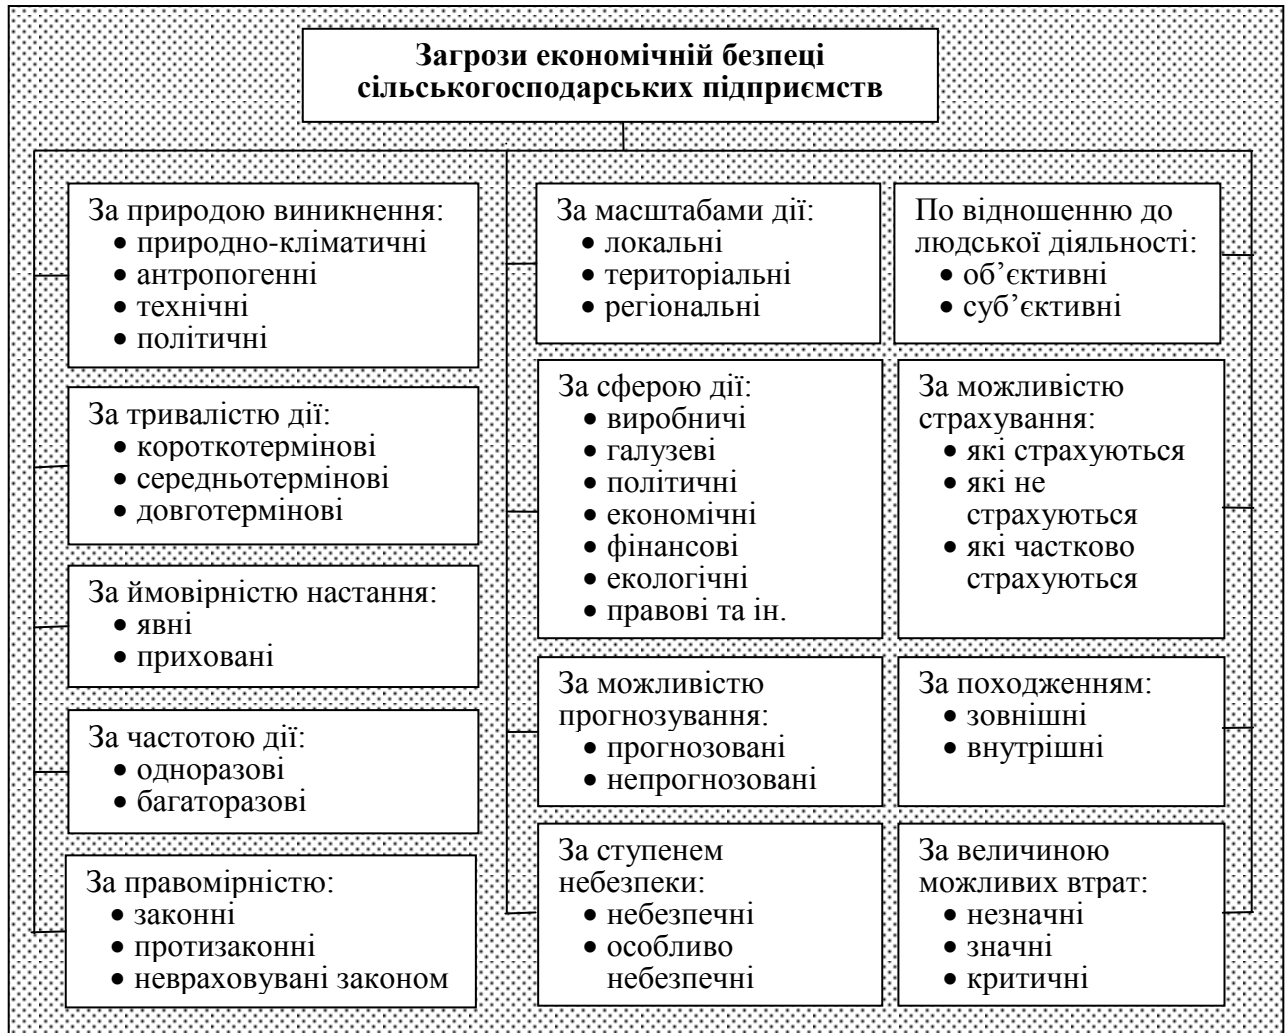 Загрози економічній безпеці
сільськогосподарських підприємств
За природою виникнення:
• природно-кліматичні
• антропогенні
• технічні
• політичні
За тривалістю дії:
• короткотермінові
• середньотермінові
• довготермінові
За ймовірністю настання:
• явні
• приховані
За частотою дії:
• одноразові
• багаторазові
За правомірністю:
• законні
• протизаконні
• невраховувані законом
За масштабами дії:
• локальні
• територіальні
• регіональні
За сферою дії:
• виробничі
• галузеві
• політичні
• економічні
• фінансові
• екологічні
• правові та ін.
За можливістю
прогнозування:
• прогнозовані
• непрогнозовані
За ступенем
небезпеки:
• небезпечні
• особливо
небезпечні
По відношенню до
людської діяльності:
• об’єктивні
• суб’єктивні
За можливістю
страхування:
• які страхуються
• які не
страхуються
• які частково
страхуються
За походженням:
• зовнішні
• внутрішні
За величиною
можливих втрат:
• незначні
• значні
• критичні